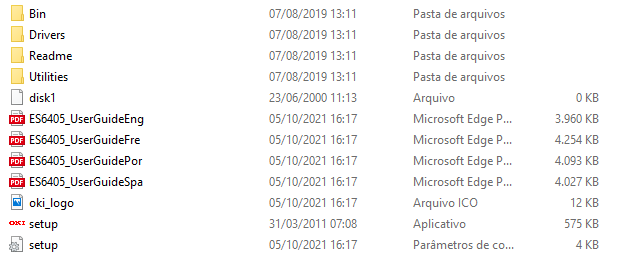 Bin 07/08/2019 13:11 Pasta de arquivos
Drivers 07/08/2019 13:11 Pasta de arquivos
Readme 07/08/2019 13:11 Pasta de arquivos
Utilities 07/08/2019 13:11 Pasta de arquivos
disk1 23/06/2000 11:13 Arquivo 0 KB
PDF ES6405_UserGuideEng 05/10/2021 16:17 Microsoft Edge P... 3.960 KB
PDF ES6405_UserGuideFre 05/10/2021 16:17 Microsoft Edge P... 4.254 KB
PDF ES6405_UserGuidePor 05/10/2021 16:17 Microsoft Edge P... 4.093 KB
PDF ES6405_UserGuideSpa 05/10/2021 16:17 Microsoft Edge P... 4.027 KB
oki_logo 05/10/2021 16:17 Arquivo ICO 12 KB
OKI setup 31/03/2011 07:08 Aplicativo 575 KB
setup 05/10/2021 16:17 Parâmetros de co... 4 KB